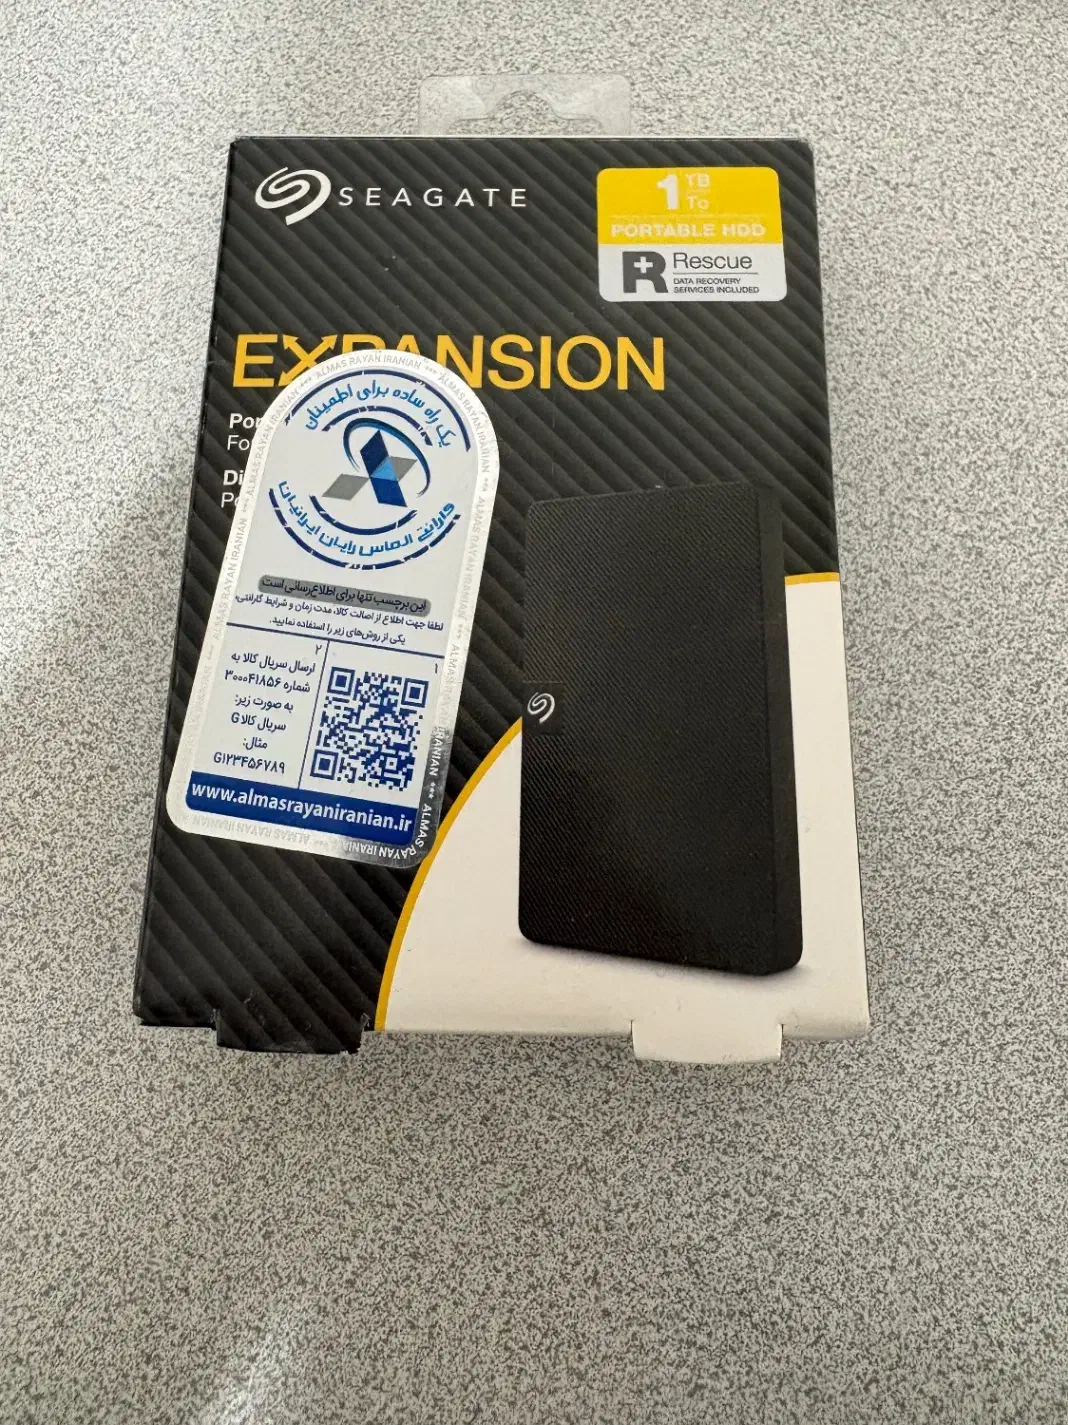 SEAGATE
1 TB
To
PORTABLE HDD
Rescue
DATA RECOVERY
SERVICES INCLUDED
EXPANSION
ALMAS RAYAN IRANIAN *** ALMAS RAYAN IRANIAN
یک راه ساده برای اطمینان
گارانتی الماس رایان ایرانیان
این برچسب تنها برای اطلاع‌رسانی است
لطفا جهت اطلاع از اصالت کالا، مدت زمان و شرایط گارانتی،
یکی از روش‌های زیر را استفاده نمایید.
۱
۲
ارسال سریال کالا به
شماره ۳۰۰۰۴۱۸۵۶
به صورت زیر:
سریال کالا G
مثال:
G۱۲۳۴۵۶۷۸۹
www.almasrayaniranian.ir